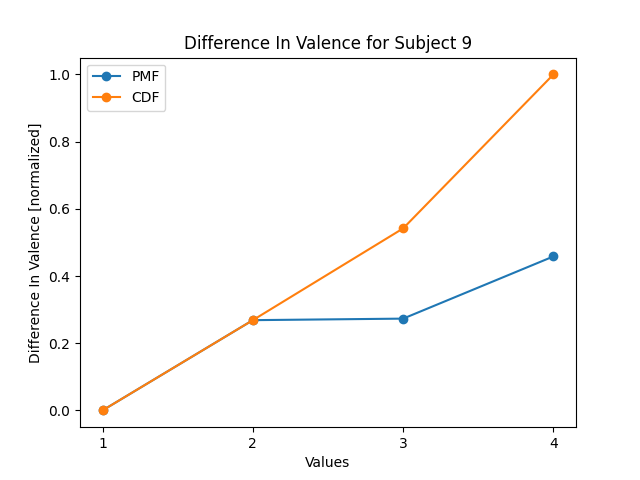 Difference In Valence for Subject 9
PMF
CDF
1.0
0.8
0.6
0.4
0.2
0.0
Difference In Valence [normalized]
1 2 3 4
Values